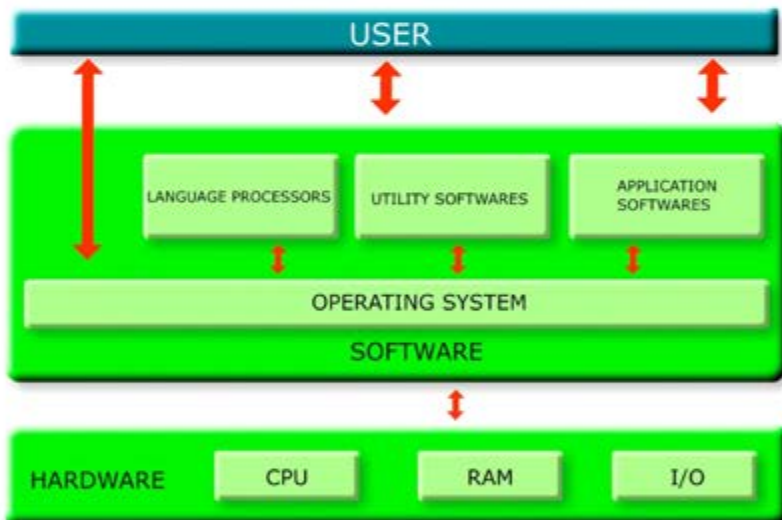 USER
LANGUAGE PROCESSORS
UTILITY SOFTWARES
APPLICATION
SOFTWARES
OPERATING SYSTEM
SOFTWARE
HARDWARE
CPU
RAM
I/O